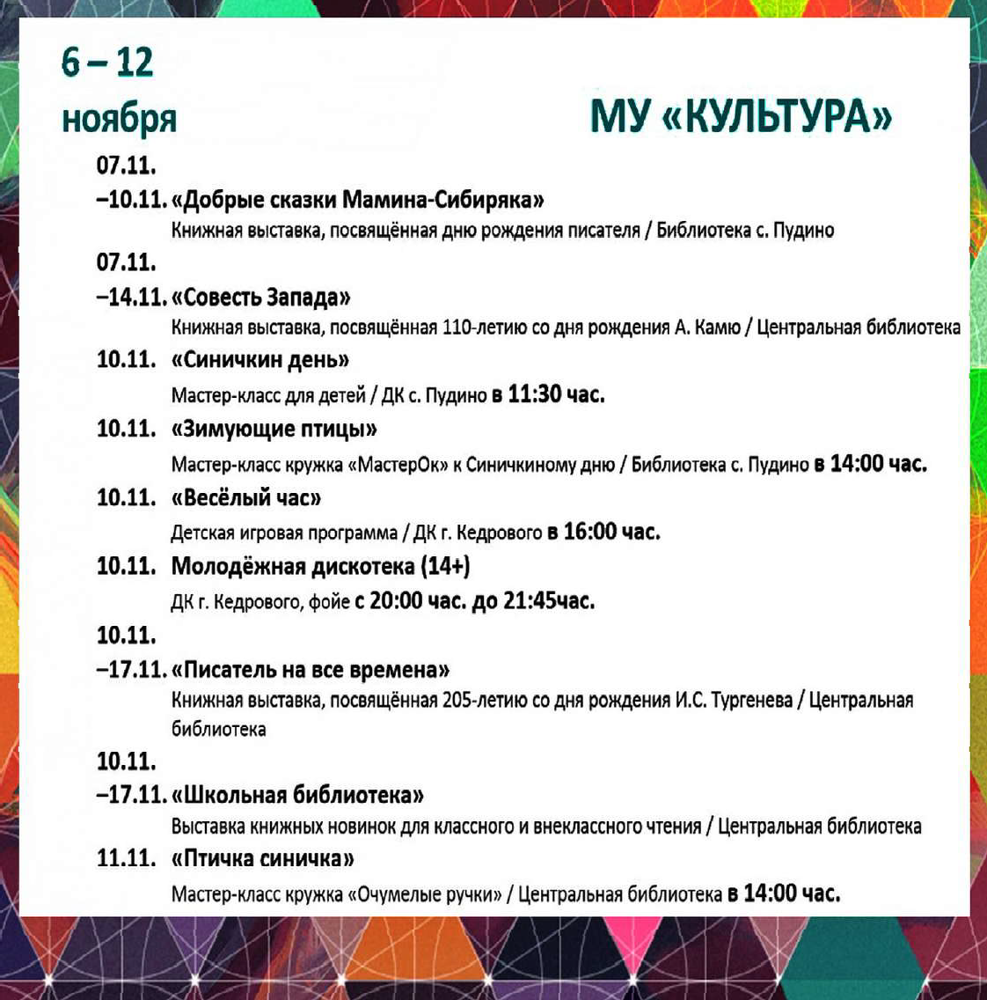 6 – 12
ноября
МУ «КУЛЬТУРА»
07.11.
–10.11. «Добрые сказки Мамина-Сибиряка»
Книжная выставка, посвящённая дню рождения писателя / Библиотека с. Пудино
07.11.
–14.11. «Совесть Запада»
Книжная выставка, посвящённая 110-летию со дня рождения А. Камю / Центральная библиотека
10.11. «Синичкин день»
Мастер-класс для детей / ДК с. Пудино в 11:30 час.
10.11. «Зимующие птицы»
Мастер-класс кружка «МастерОк» к Синичкиному дню / Библиотека с. Пудино в 14:00 час.
10.11. «Весёлый час»
Детская игровая программа / ДК г. Кедрового в 16:00 час.
10.11. Молодёжная дискотека (14+)
ДК г. Кедрового, фойе с 20:00 час. до 21:45час.
10.11.
–17.11. «Писатель на все времена»
Книжная выставка, посвящённая 205-летию со дня рождения И.С. Тургенева / Центральная
библиотека
10.11.
–17.11. «Школьная библиотека»
Выставка книжных новинок для классного и внеклассного чтения / Центральная библиотека
11.11. «Птичка синичка»
Мастер-класс кружка «Очумелые ручки» / Центральная библиотека в 14:00 час.